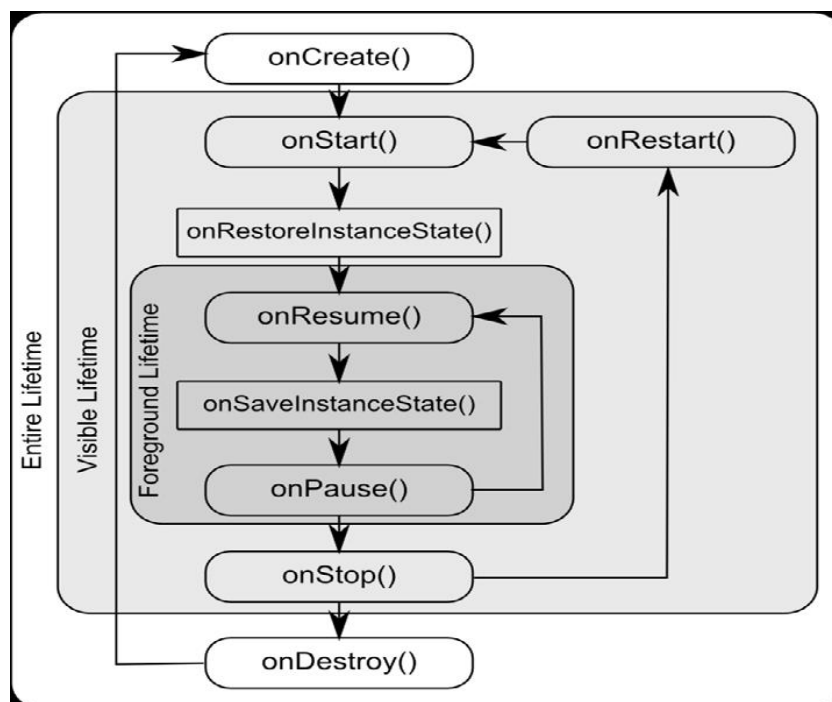 onCreate()
onStart()
onRestart()
onRestoreInstanceState()
onResume()
onSaveInstanceState()
onPause()
onStop()
onDestroy()
Entire Lifetime
Visible Lifetime
Foreground Lifetime